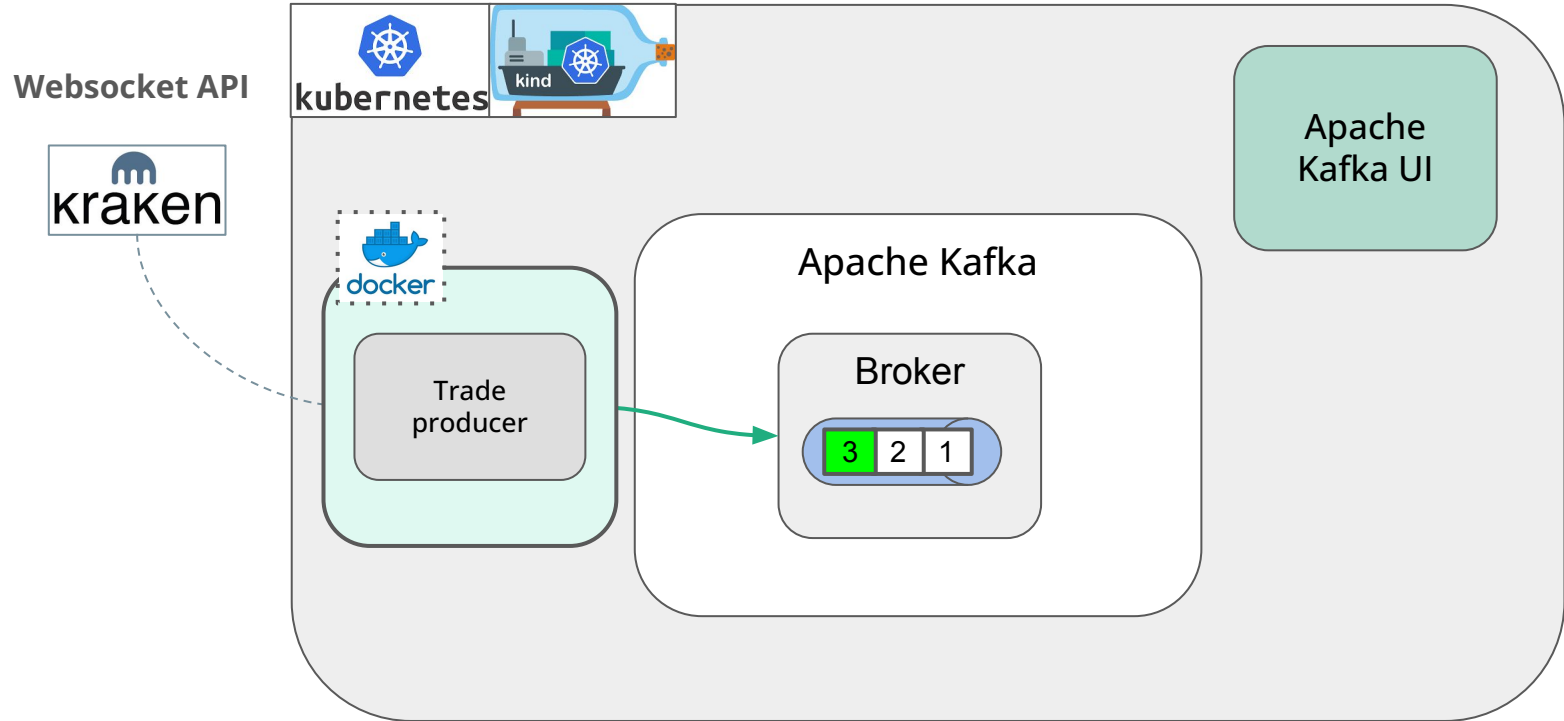 Websocket API
kraken
kubernetes
kind
docker
Trade
producer
Apache Kafka
Broker
3 2 1
Apache
Kafka UI